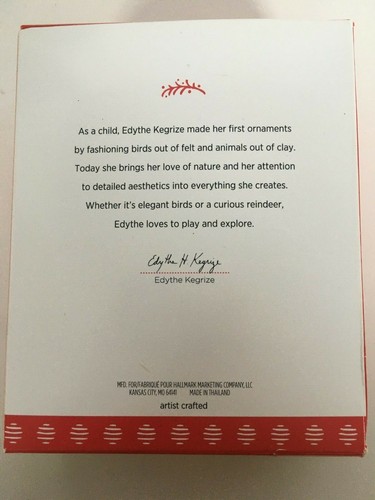 As a child, Edythe Kegrize made her first ornaments
by fashioning birds out of felt and animals out of clay.
Today she brings her love of nature and her attention
to detailed aesthetics into everything she creates.
Whether it's elegant birds or a curious reindeer,
Edythe loves to play and explore.
Edythe H. Kegrize
Edythe Kegrize
MFD. FOR/FABRIQUÉ POUR HALLMARK MARKETING COMPANY, LLC
KANSAS CITY, MO 64141 MADE IN THAILAND
artist crafted